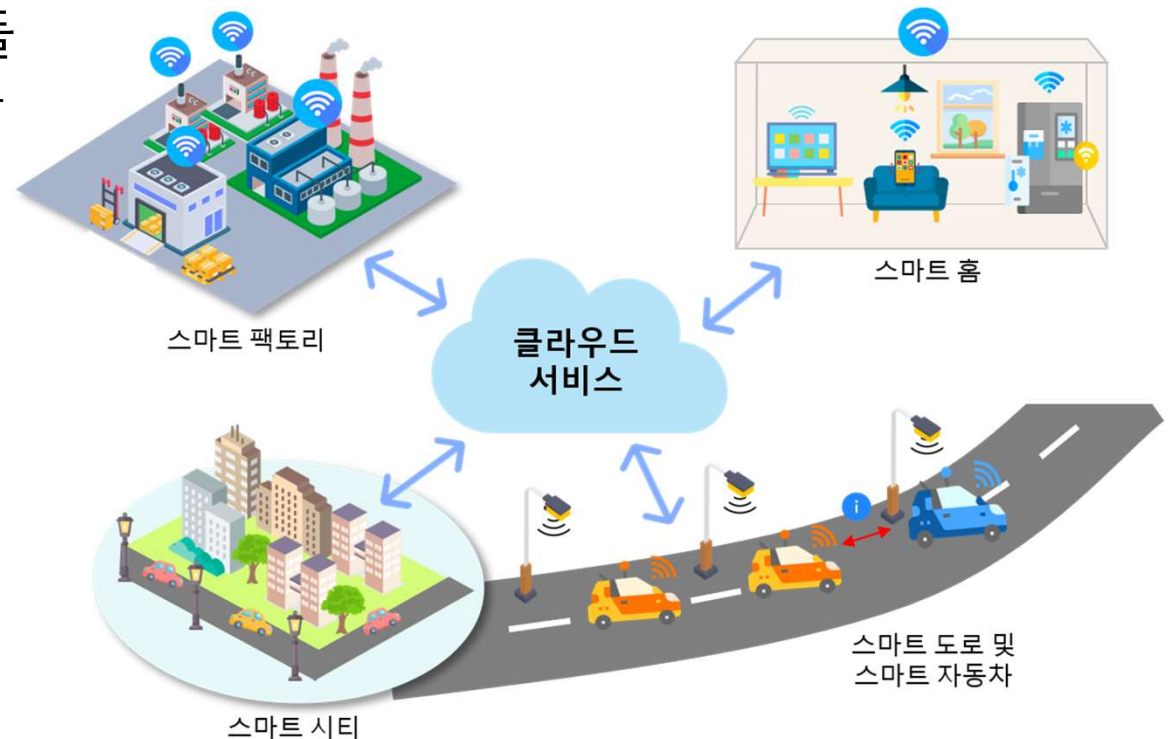 스마트 팩토리
스마트 홈
클라우드
서비스
스마트 도로 및
스마트 자동차
스마트 시티